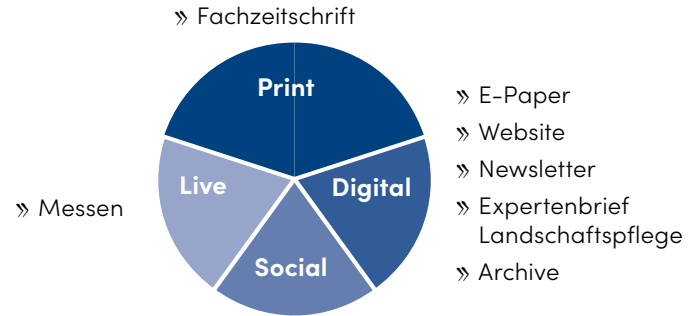 » Fachzeitschrift
Print
» E-Paper
» Website
» Newsletter
» Expertenbrief
Landschaftspflege
» Archive
Digital
Social
Live
» Messen